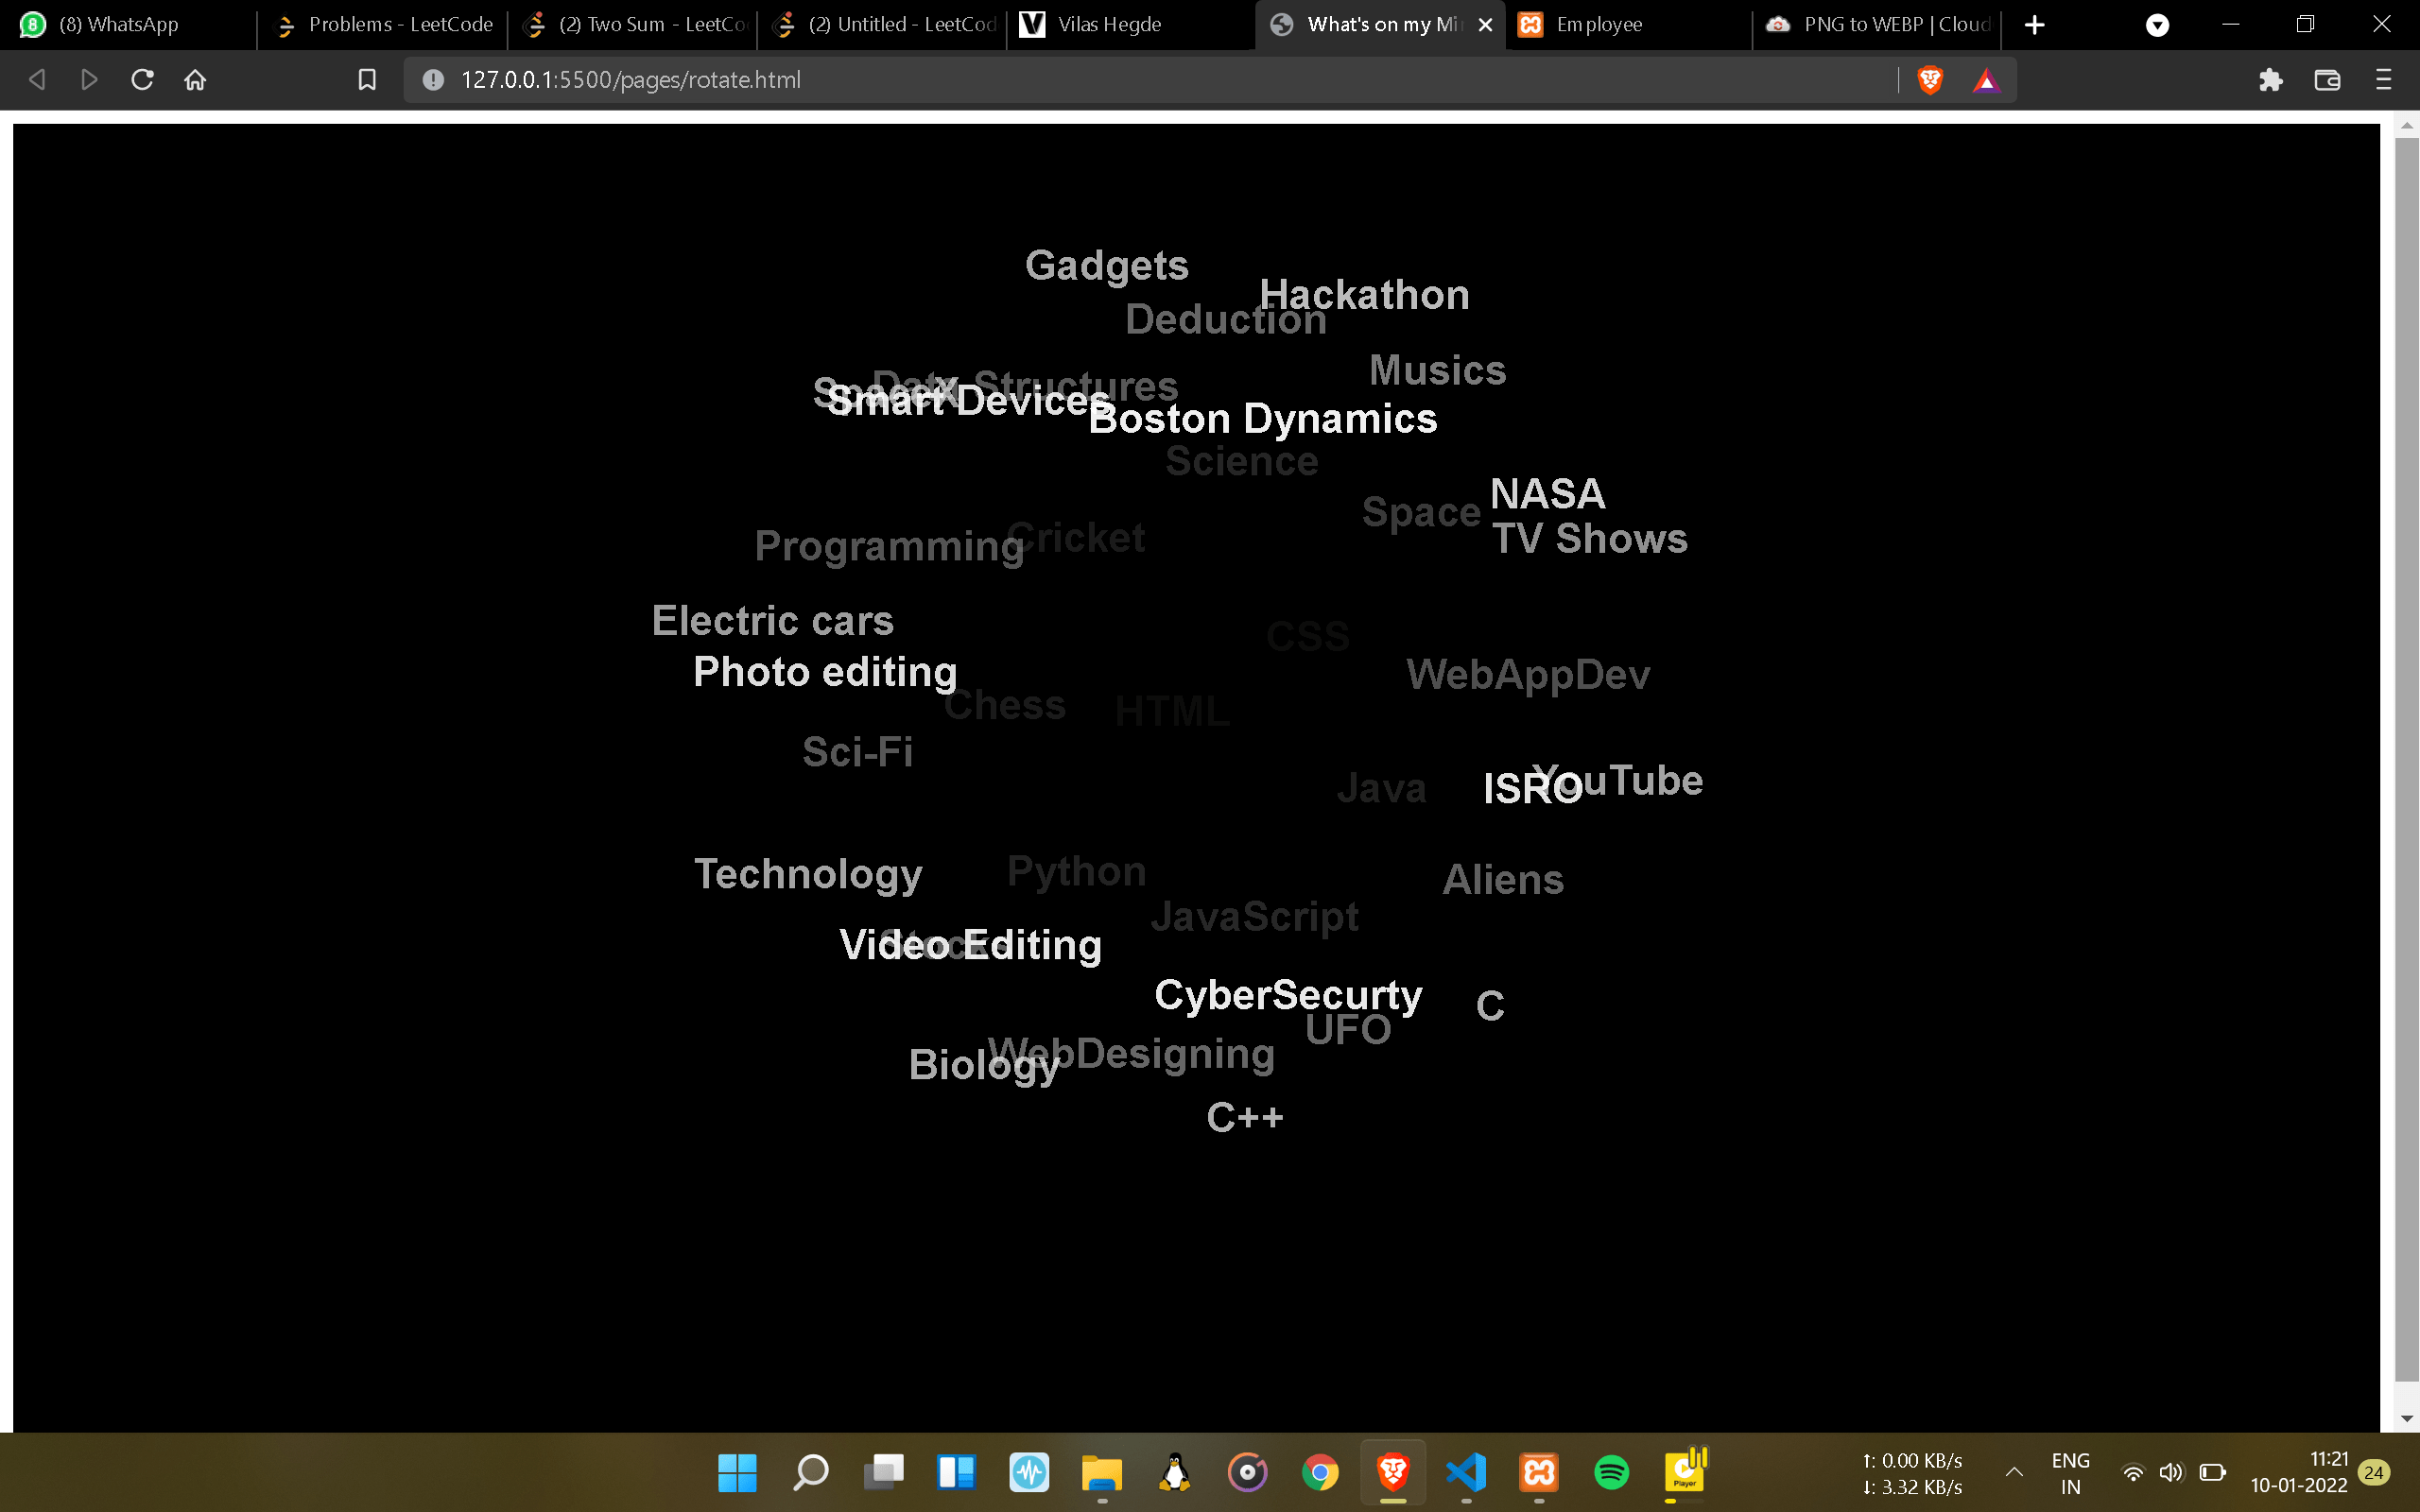 (8) WhatsApp
Problems - LeetCode
(2) Two Sum - LeetCo
(2) Untitled - LeetCod
Vilas Hegde
What's on my Mi
Employee
PNG to WEBP | Cloud
127.0.0.1:5500/pages/rotate.html
Gadgets
Hackathon
Deduction
Musics
Data Structures
SpaceX
Smart Devices
Boston Dynamics
Science
NASA
Space
Cricket
TV Shows
Programming
Electric cars
CSS
Photo editing
WebAppDev
Chess
HTML
Sci-Fi
YouTube
Java
ISRO
Python
Technology
Aliens
JavaScript
Video Editing
CyberSecurty
C
UFO
WebDesigning
Biology
C++
Player
↑: 0.00 KB/s
↓: 3.32 KB/s
ENG
IN
11:21
10-01-2022
24